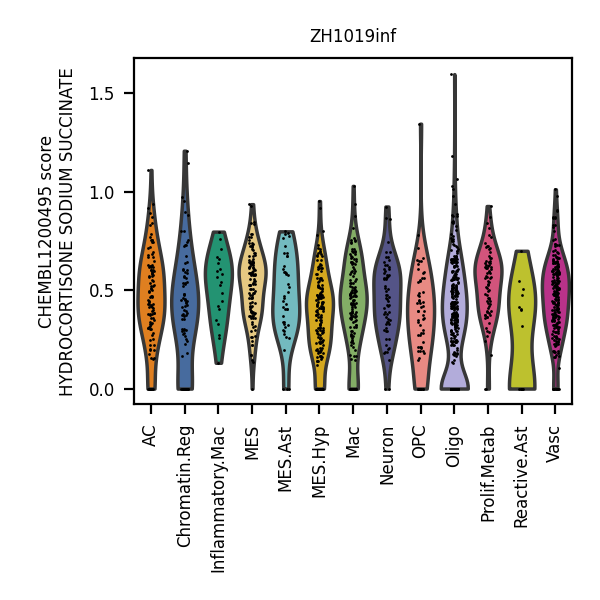 ZH1019inf
CHEMBL1200495 score
HYDROCORTISONE SODIUM SUCCINATE
1.5
1.0
0.5
0.0
AC
Chromatin.Reg
Inflammatory.Mac
MES
MES.Ast
MES.Hyp
Mac
Neuron
OPC
Oligo
Prolif.Metab
Reactive.Ast
Vasc